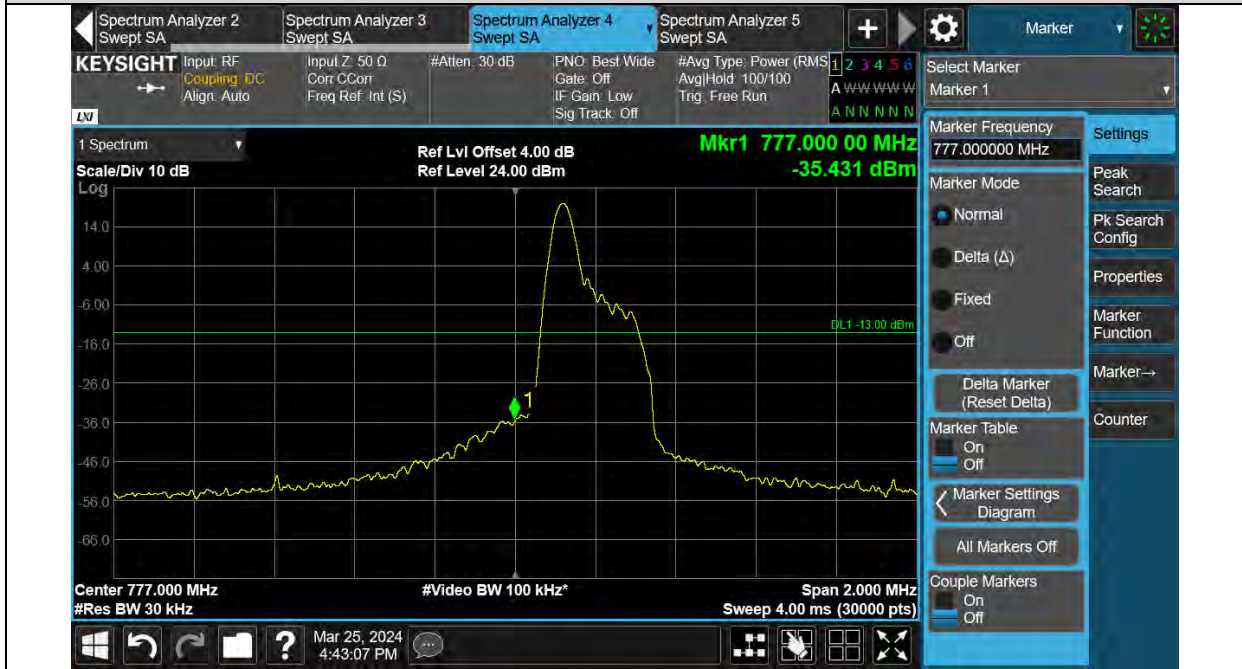 Spectrum Analyzer 2
Swept SA
Spectrum Analyzer 3
Swept SA
Spectrum Analyzer 4
Swept SA
Spectrum Analyzer 5
Swept SA
+
Marker
KEYSIGHT
LXI
Input: RF
Coupling: DC
Align: Auto
Input Z: 50 Ω
Corr CCorr
Freq Ref: Int (S)
#Atten: 30 dB
PNO: Best Wide
Gate: Off
IF Gain: Low
Sig Track: Off
#Avg Type: Power (RMS
Avg|Hold: 100/100
Trig: Free Run
1 2 3 4 5 6
A W W W W W
A N N N N N
Select Marker
Marker 1
1 Spectrum
Scale/Div 10 dB
Log
Ref Lvl Offset 4.00 dB
Ref Level 24.00 dBm
Mkr1 777.000 00 MHz
-35.431 dBm
14.0
4.00
-6.00
-16.0
-26.0
-36.0
-46.0
-56.0
-66.0
DL1 -13.00 dBm
1
Center 777.000 MHz
#Res BW 30 kHz
#Video BW 100 kHz*
Span 2.000 MHz
Sweep 4.00 ms (30000 pts)
Marker Frequency
777.000000 MHz
Marker Mode
Normal
Delta (Δ)
Fixed
Off
Delta Marker
(Reset Delta)
Marker Table
On
Off
Marker Settings
Diagram
All Markers Off
Couple Markers
On
Off
Settings
Peak
Search
Pk Search
Config
Properties
Marker
Function
Marker→
Counter
?
Mar 25, 2024
4:43:07 PM